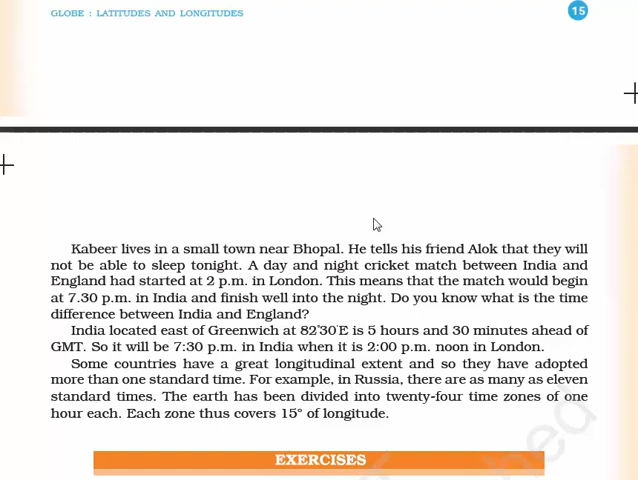 GLOBE : LATITUDES AND LONGITUDES
15
Kabeer lives in a small town near Bhopal. He tells his friend Alok that they will
not be able to sleep tonight. A day and night cricket match between India and
England had started at 2 p.m. in London. This means that the match would begin
at 7.30 p.m. in India and finish well into the night. Do you know what is the time
difference between India and England?
India located east of Greenwich at 82°30'E is 5 hours and 30 minutes ahead of
GMT. So it will be 7:30 p.m. in India when it is 2:00 p.m. noon in London.
Some countries have a great longitudinal extent and so they have adopted
more than one standard time. For example, in Russia, there are as many as eleven
standard times. The earth has been divided into twenty-four time zones of one
hour each. Each zone thus covers 15° of longitude.
EXERCISES